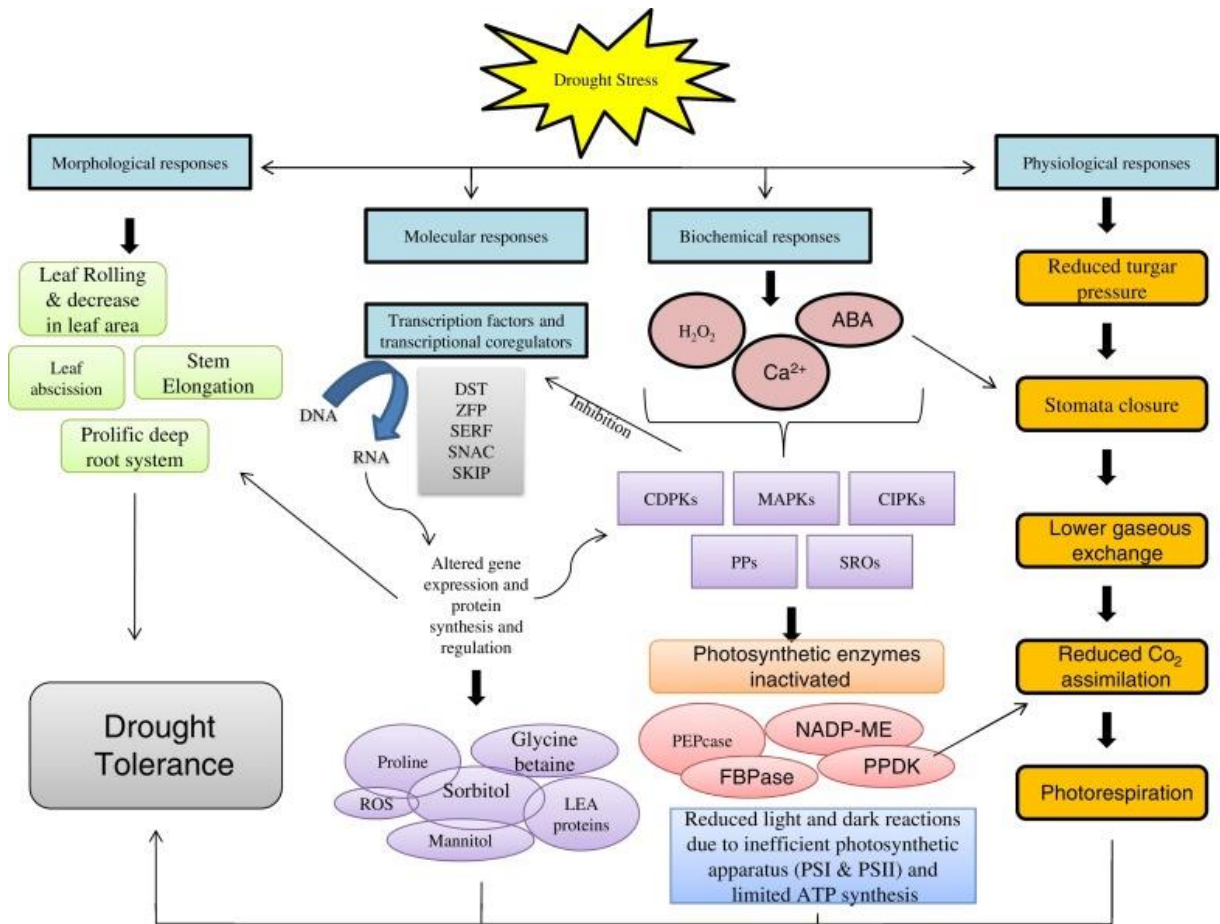 Drought Stress
Morphological responses
Physiological responses
Molecular responses
Biochemical responses
Leaf Rolling
& decrease
in leaf area
Leaf
abscission
Stem
Elongation
Prolific deep
root system
Drought
Tolerance
Transcription factors and
transcriptional coregulators
DNA
RNA
DST
ZFP
SERF
SNAC
SKIP
Inhibition
Altered gene
expression and
protein
synthesis and
regulation
Proline
Glycine
betaine
Sorbitol
ROS
LEA
proteins
Mannitol
H₂O₂
ABA
Ca²⁺
CDPKs
MAPKs
CIPKs
PPs
SROs
Photosynthetic enzymes
inactivated
PEPcase
NADP-ME
FBPase
PPDK
Reduced light and dark reactions
due to inefficient photosynthetic
apparatus (PSI & PSII) and
limited ATP synthesis
Reduced turgar
pressure
Stomata closure
Lower gaseous
exchange
Reduced Co₂
assimilation
Photorespiration